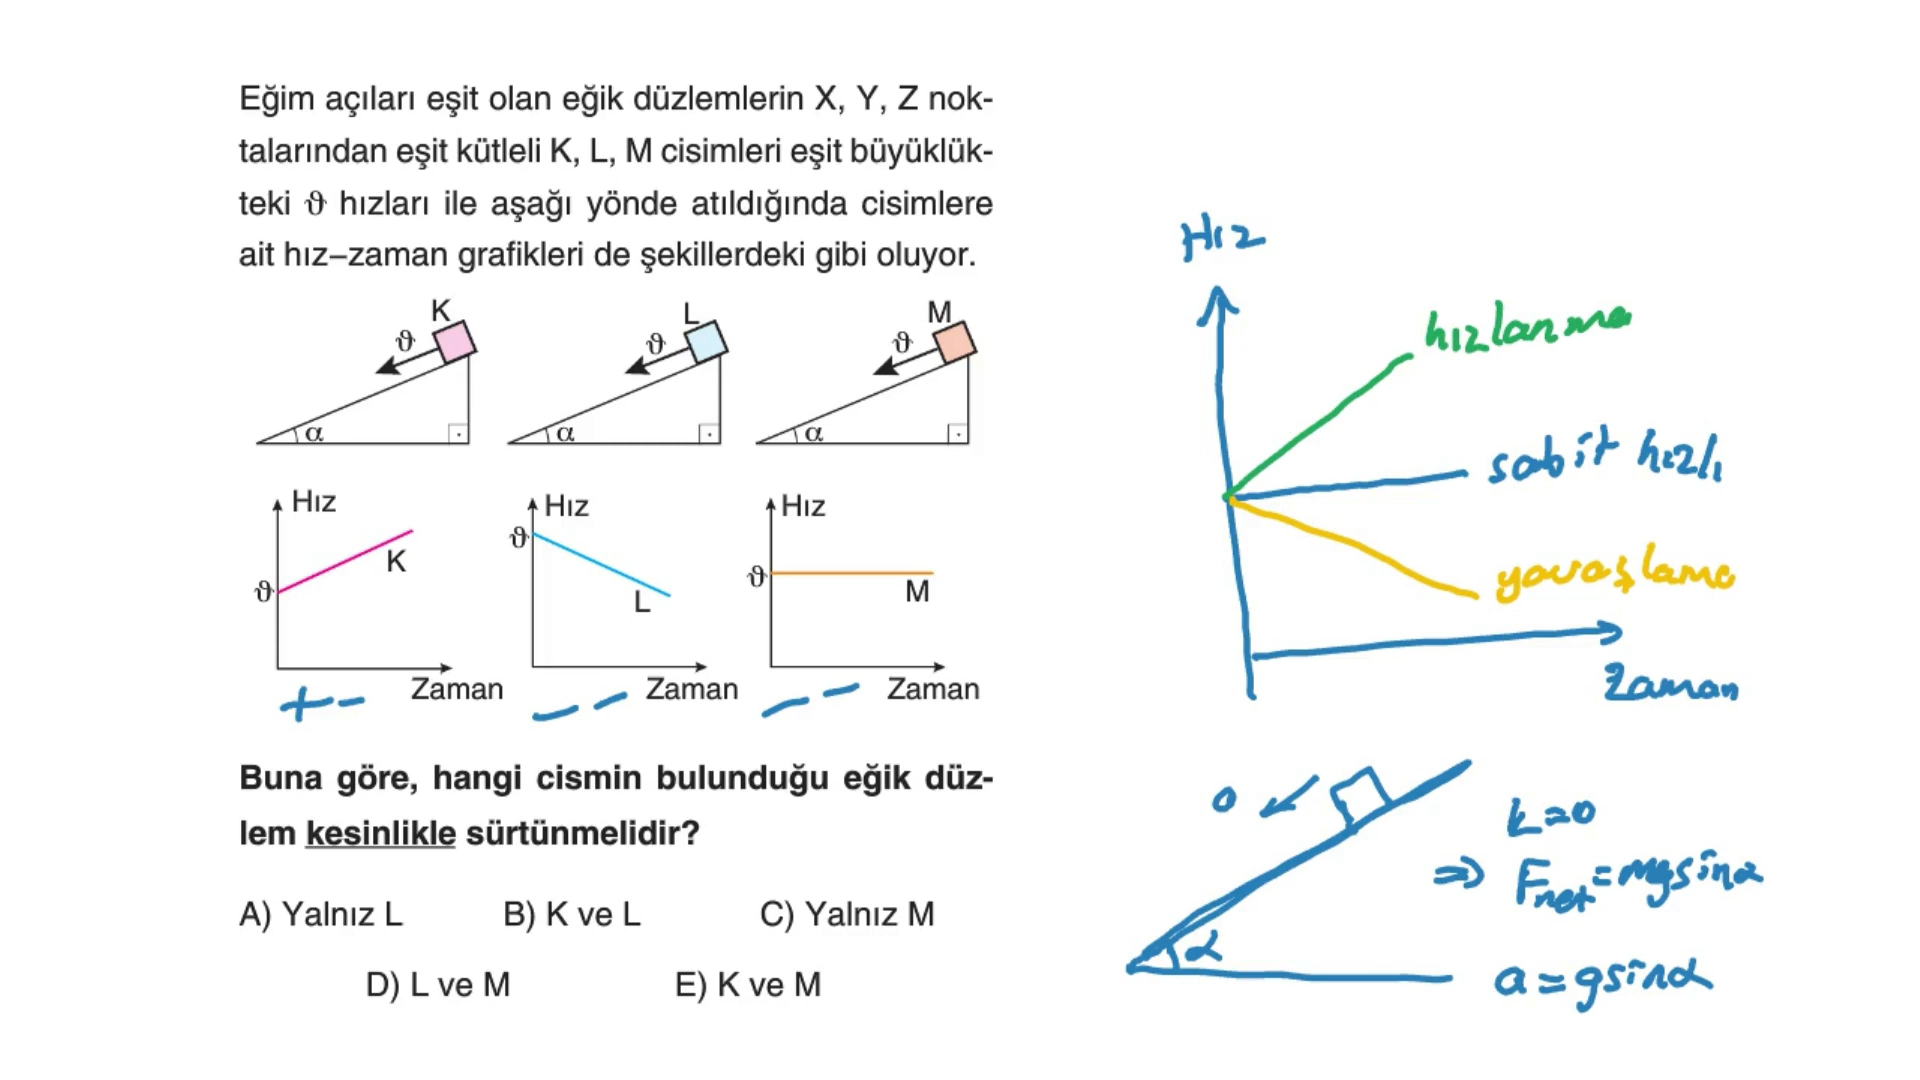 Eğim açıları eşit olan eğik düzlemlerin X, Y, Z nok-
talarından eşit kütleli K, L, M cisimleri eşit büyüklük-
teki ϑ hızları ile aşağı yönde atıldığında cisimlere
ait hız–zaman grafikleri de şekillerdeki gibi oluyor.
K L M
ϑ ϑ ϑ
α α α
Hız Hız Hız
ϑ ϑ ϑ
K L M
Zaman Zaman Zaman
+ – – – – –
Buna göre, hangi cismin bulunduğu eğik düz-
lem kesinlikle sürtünmelidir?
A) Yalnız L B) K ve L C) Yalnız M
D) L ve M E) K ve M
Hız
hızlanma
sabit hızlı
yavaşlama
Zaman
k=0
⇒ Fnet=mgsinα
α
a=gsinα